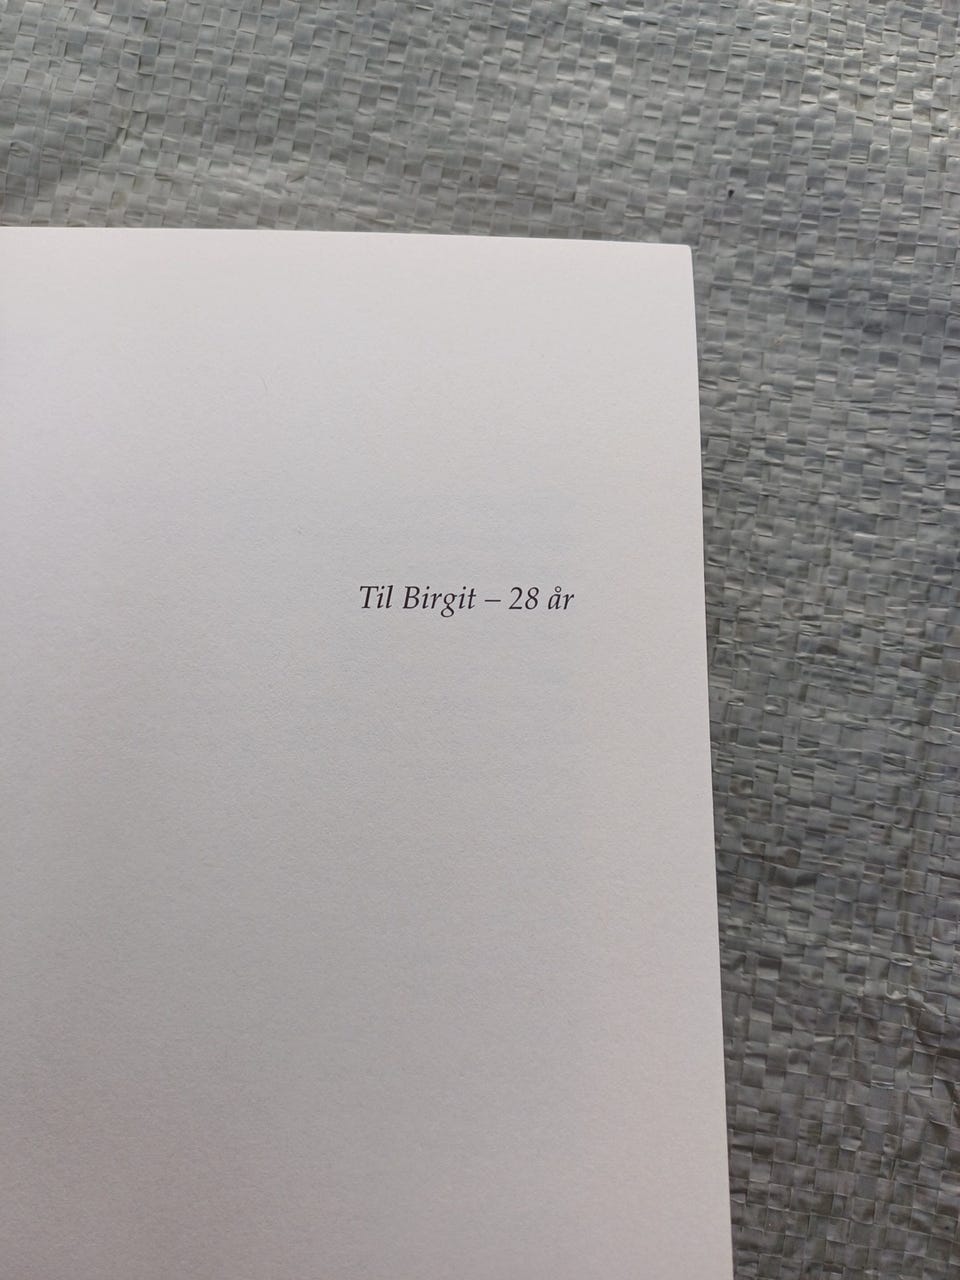 Til Birgit – 28 år